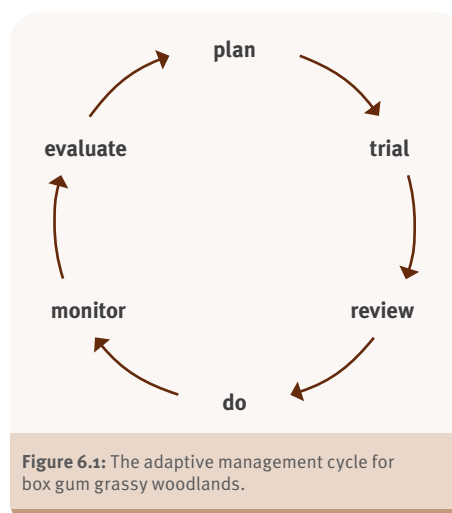 plan
trial
review
do
monitor
evaluate
Figure 6.1: The adaptive management cycle for
box gum grassy woodlands.